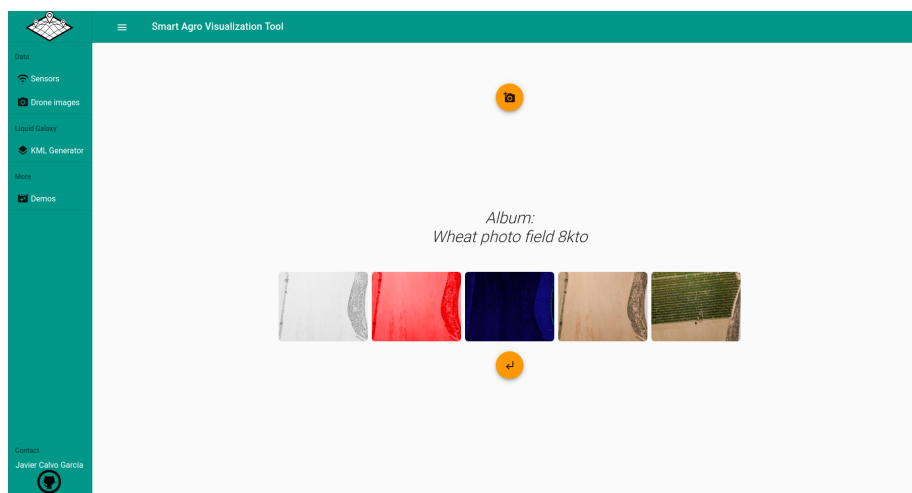 Smart Agro Visualization Tool
Data
Sensors
Drone images
Liquid Galaxy
KML Generator
More
Demos
Album:
Wheat photo field 8kto
Contact
Javier Calvo García